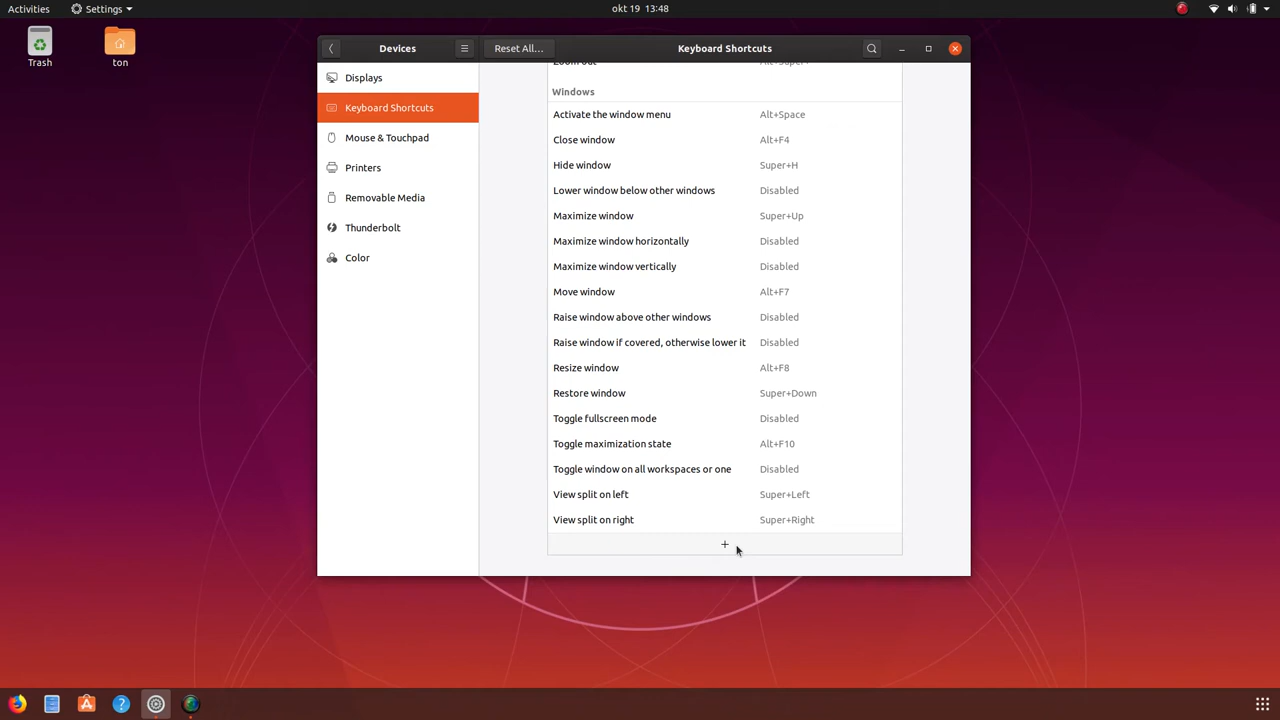 Activities
Settings
okt 19 13:48
Trash
ton
Devices
Reset All...
Keyboard Shortcuts
Displays
Keyboard Shortcuts
Mouse & Touchpad
Printers
Removable Media
Thunderbolt
Color
Zoom out Alt+Super+-
Windows
Activate the window menu Alt+Space
Close window Alt+F4
Hide window Super+H
Lower window below other windows Disabled
Maximize window Super+Up
Maximize window horizontally Disabled
Maximize window vertically Disabled
Move window Alt+F7
Raise window above other windows Disabled
Raise window if covered, otherwise lower it Disabled
Resize window Alt+F8
Restore window Super+Down
Toggle fullscreen mode Disabled
Toggle maximization state Alt+F10
Toggle window on all workspaces or one Disabled
View split on left Super+Left
View split on right Super+Right
+